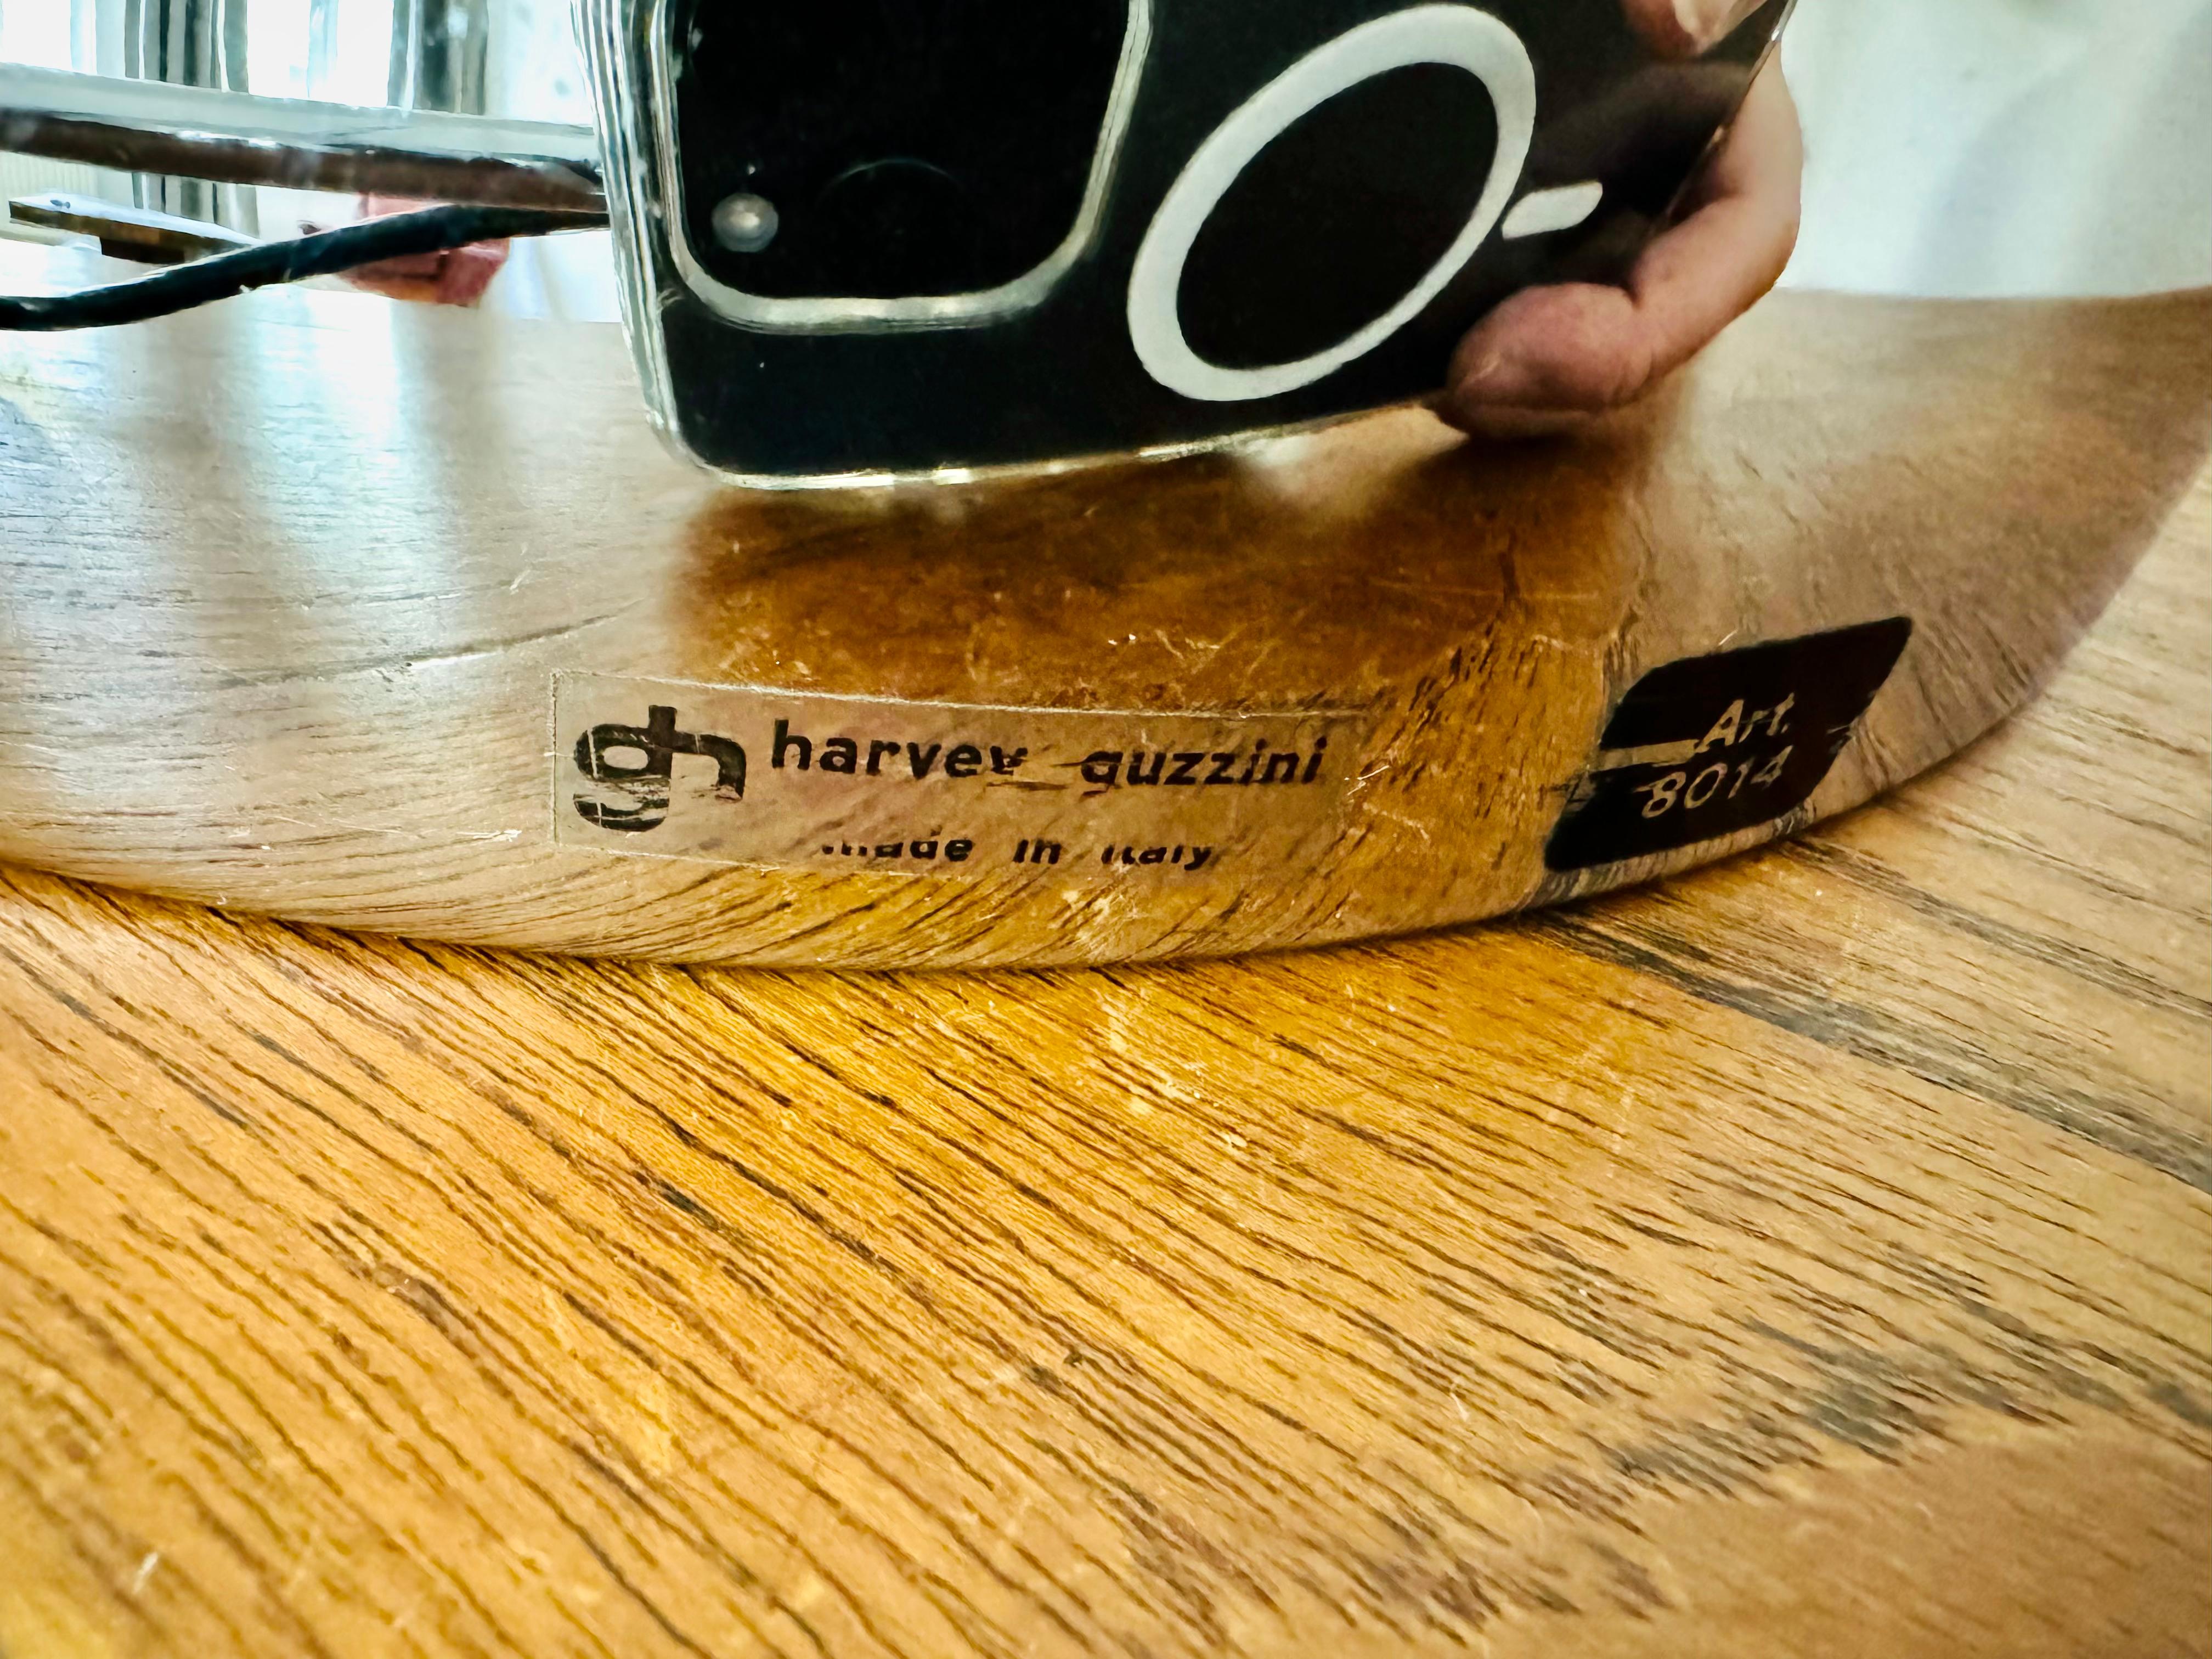 gh harvey guzzini
made in italy
Art.
8014